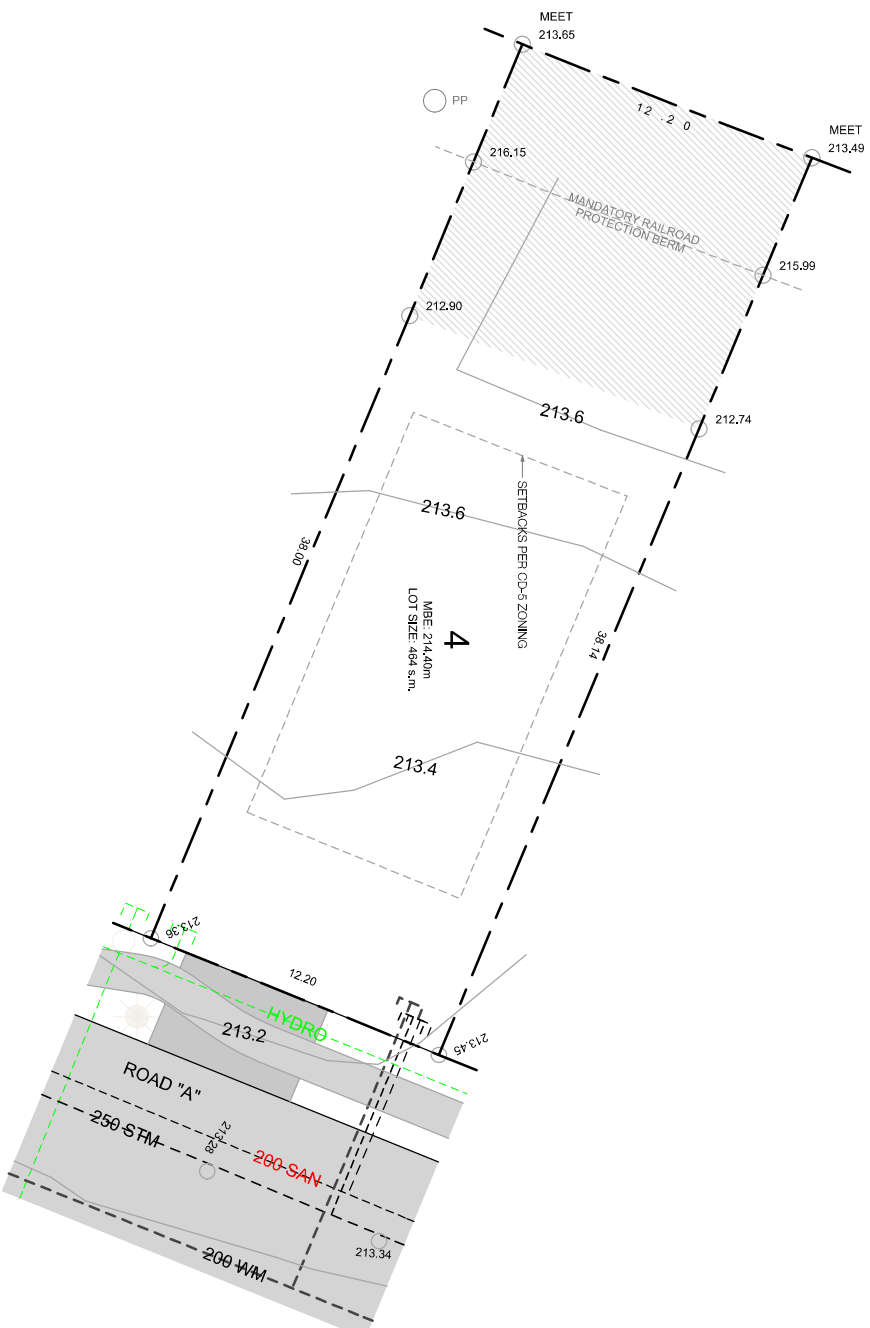 MEET
213.65
PP
12.20
MEET
213.49
216.15
MANDATORY RAILROAD
PROTECTION BERM
215.99
212.90
213.6
212.74
213.6
SETBACKS PER CD-5 ZONING
38.00
4
MBE: 214.40m
LOT SIZE: 464 s.m.
38.14
213.4
213.36
12.20
HYDRO
213.2
213.45
ROAD "A"
250 STM
213.28
200 SAN
213.34
200 WM